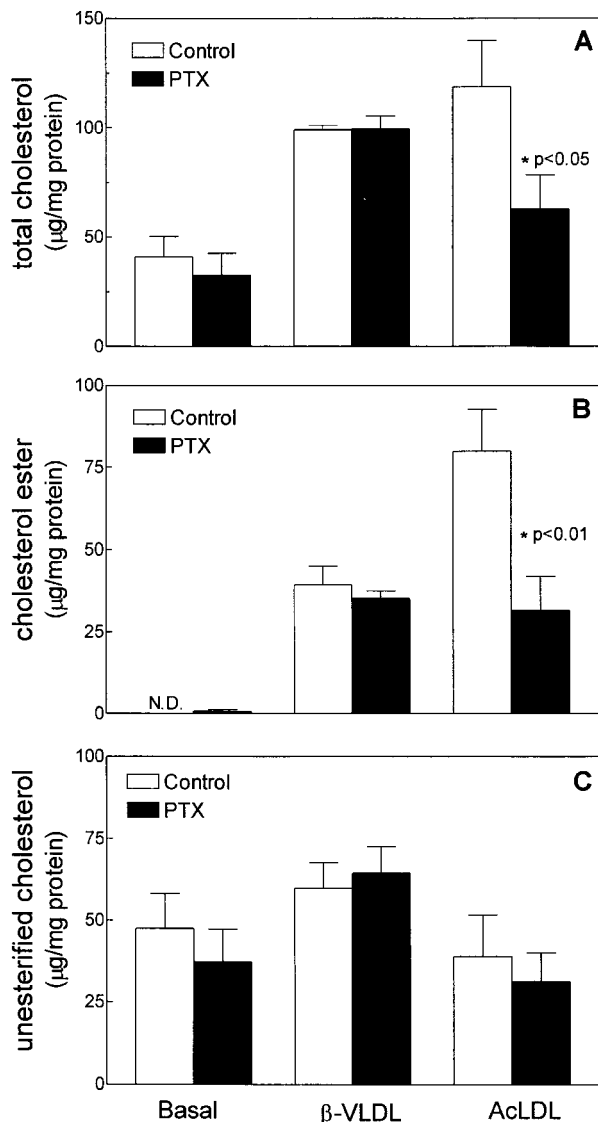 A
Control
PTX
total cholesterol
(µg/mg protein)
150
100
50
0
* p<0.05
B
Control
PTX
cholesterol ester
(µg/mg protein)
100
75
50
25
0
N.D.
* p<0.01
C
Control
PTX
unesterified cholesterol
(µg/mg protein)
100
75
50
25
0
Basal
β-VLDL
AcLDL